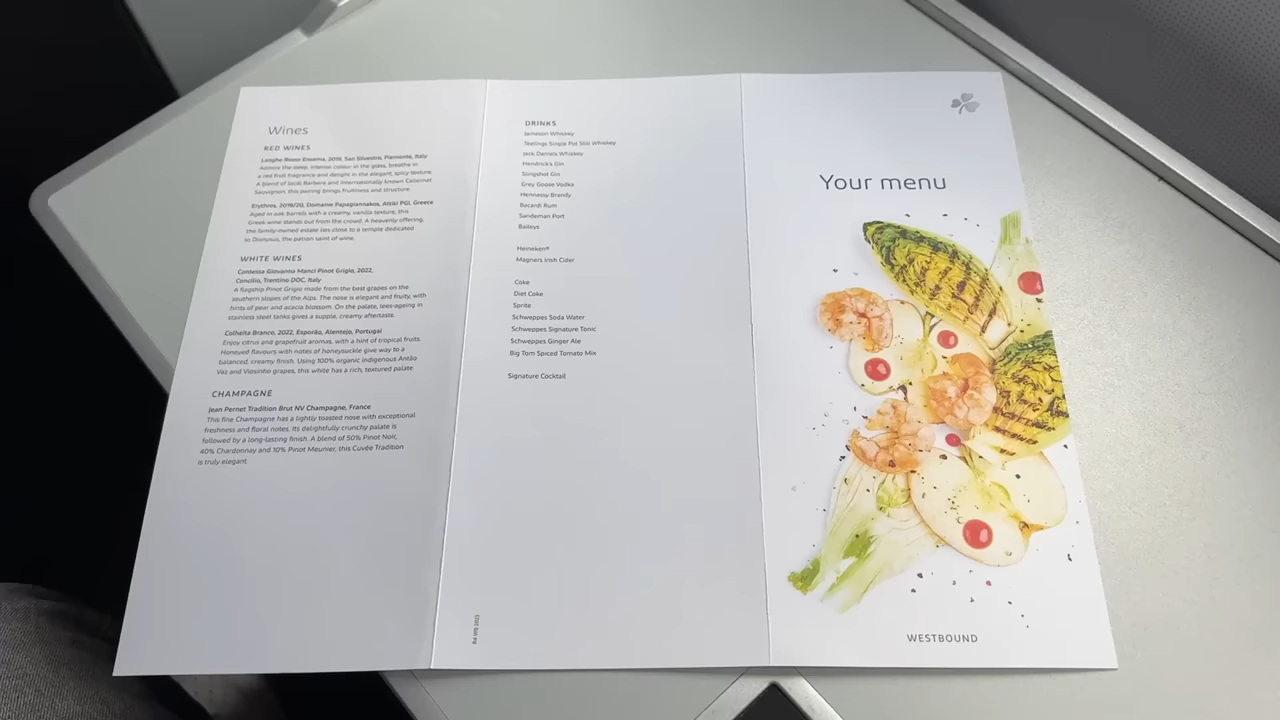 Wines
RED WINES
Langhe Rosso Ensema, 2019, San Silvestro, Piemonte, Italy
Admire the deep, intense colour in the glass, breathe in
a red fruit fragrance and delight in the elegant, spicy texture.
A blend of local Barbera and internationally known Cabernet
Sauvignon, this pairing brings fruitiness and structure.
Erythros, 2019/20, Domaine Papagiannakos, Attiki PGI, Greece
Aged in oak barrels with a creamy, vanilla texture, this
Greek wine stands out from the crowd. A heavenly offering,
the family-owned estate lies close to a temple dedicated
to Dionysus, the patron saint of wine.
WHITE WINES
Contessa Giovanna Manci Pinot Grigio, 2022,
Concilio, Trentino DOC, Italy
A flagship Pinot Grigio made from the best grapes on the
southern slopes of the Alps. The nose is elegant and fruity, with
hints of pear and acacia blossom. On the palate, lees-ageing in
stainless steel tanks gives a supple, creamy aftertaste.
Colheita Branco, 2022, Esporão, Alentejo, Portugal
Enjoy citrus and grapefruit aromas, with a hint of tropical fruits.
Honeyed flavours with notes of honeysuckle give way to a
balanced, creamy finish. Using 100% organic indigenous Antão
Vaz and Viosinho grapes, this white has a rich, textured palate.
CHAMPAGNE
Jean Pernet Tradition Brut NV Champagne, France
This fine Champagne has a lightly toasted nose with exceptional
freshness and floral notes. Its delightfully crunchy palate is
followed by a long-lasting finish. A blend of 50% Pinot Noir,
40% Chardonnay and 10% Pinot Meunier, this Cuvée Tradition
is truly elegant.
DRINKS
Jameson Whiskey
Teelings Single Pot Still Whiskey
Jack Daniels Whiskey
Hendrick's Gin
Slingshot Gin
Grey Goose Vodka
Hennessy Brandy
Bacardi Rum
Sandeman Port
Baileys
Heineken®
Magners Irish Cider
Coke
Diet Coke
Sprite
Schweppes Soda Water
Schweppes Signature Tonic
Schweppes Ginger Ale
Big Tom Spiced Tomato Mix
Signature Cocktail
WB 2023
Your menu
WESTBOUND